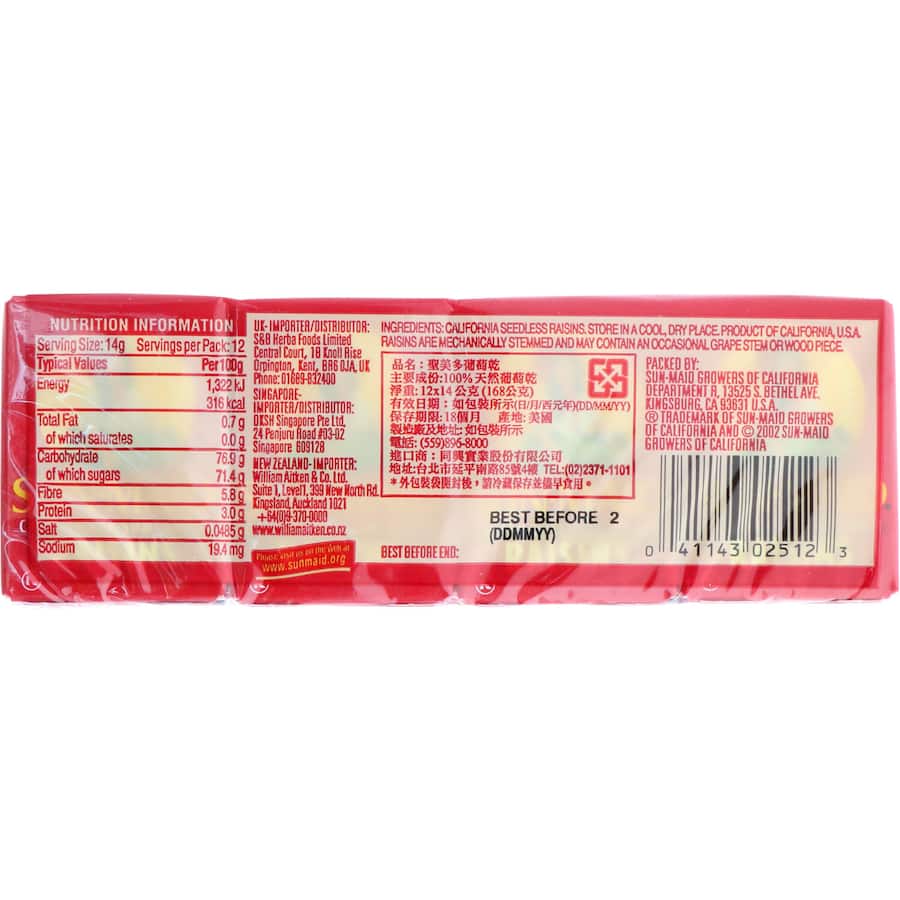 NUTRITION INFORMATION
Serving Size: 14g Servings per Pack: 12
Typical Values Per 100g
Energy 1,322 kJ
316 kcal
Total Fat 0.7 g
of which saturates 0.0 g
Carbohydrate 76.9 g
of which sugars 71.4 g
Fibre 5.8 g
Protein 3.0 g
Salt 0.0485 g
Sodium 19.4 mg
UK- IMPORTER/DISTRIBUTOR:
S&B Herba Foods Limited
Central Court, 1B Knoll Rise
Orpington, Kent, BR6 0JA, UK
Phone: 01689-832400
SINGAPORE-
IMPORTER/DISTRIBUTOR:
DKSH Singapore Pte Ltd,
24 Penjuru Road #03-02
Singapore 609128
NEW ZEALAND- IMPORTER:
William Aitken & Co. Ltd.
Suite 1, Level1, 399 New North Rd.
Kingsland, Auckland 1021
+64(0)9-370-0000
www.williamaitken.co.nz
Please visit us on the web at
www.sunmaid.org
INGREDIENTS: CALIFORNIA SEEDLESS RAISINS. STORE IN A COOL, DRY PLACE. PRODUCT OF CALIFORNIA, U.S.A.
RAISINS ARE MECHANICALLY STEMMED AND MAY CONTAIN AN OCCASIONAL GRAPE STEM OR WOOD PIECE.
品名：聖美多葡萄乾
主要成份:100% 天然葡萄乾
淨重: 12x14 公克 (168公克)
有效日期：如包裝所示(日/月/西元年)(DD/MM/YY)
保存期限: 18個月 產地: 美國
製造廠及地址: 如包裝所示
電話: (559)896-8000
進口商：同興實業股份有限公司
地址:台北市延平南路85號4樓 TEL:(02)2371-1101
*外包裝袋開封後，請冷藏保存並儘早食用。
BEST BEFORE 2
(DDMMYY)
BEST BEFORE END:
PACKED BY:
SUN-MAID GROWERS OF CALIFORNIA
DEPARTMENT R, 13525 S. BETHEL AVE.
KINGSBURG, CA 93631 U.S.A.
® TRADEMARK OF SUN-MAID GROWERS
OF CALIFORNIA AND © 2002 SUN-MAID
GROWERS OF CALIFORNIA
0 41143 02512 3